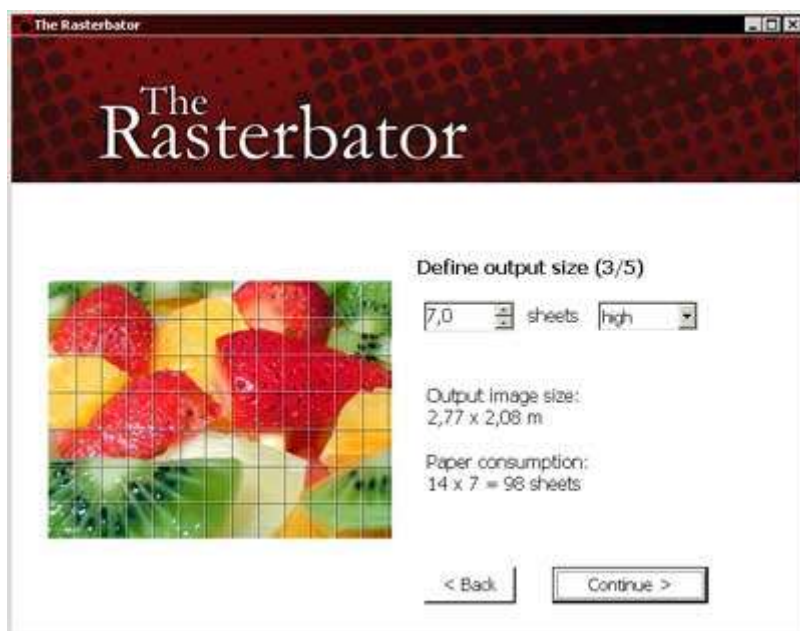 The Rasterbator
The
Rasterbator
Define output size (3/5)
7,0 sheets high
Output image size:
2,77 x 2,08 m
Paper consumption:
14 x 7 = 98 sheets
< Back Continue >